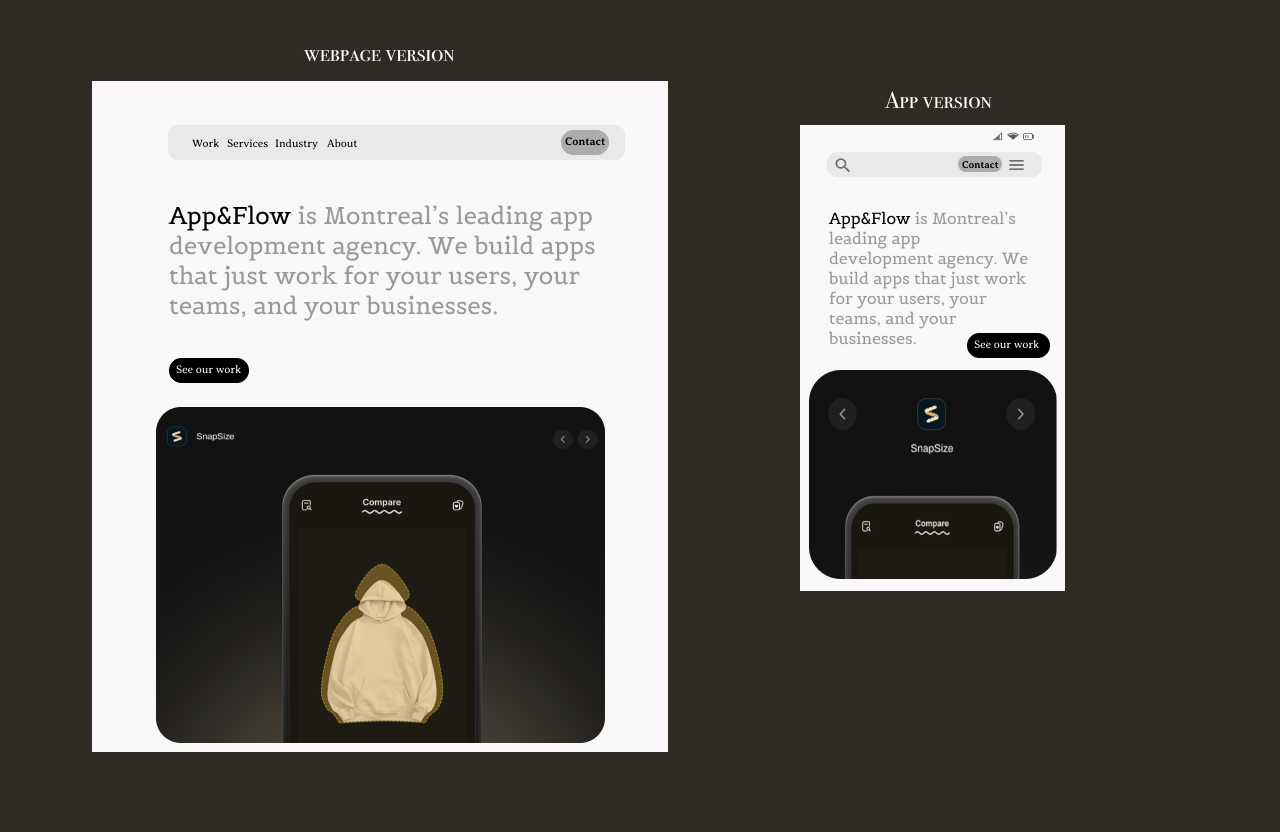 WEBPAGE VERSION
Work Services Industry About Contact
App&Flow is Montreal's leading app
development agency. We build apps
that just work for your users, your
teams, and your businesses.
See our work
SnapSize
Compare
App version
Contact
App&Flow is Montreal's
leading app
development agency. We
build apps that just work
for your users, your
teams, and your
businesses.
See our work
SnapSize
Compare